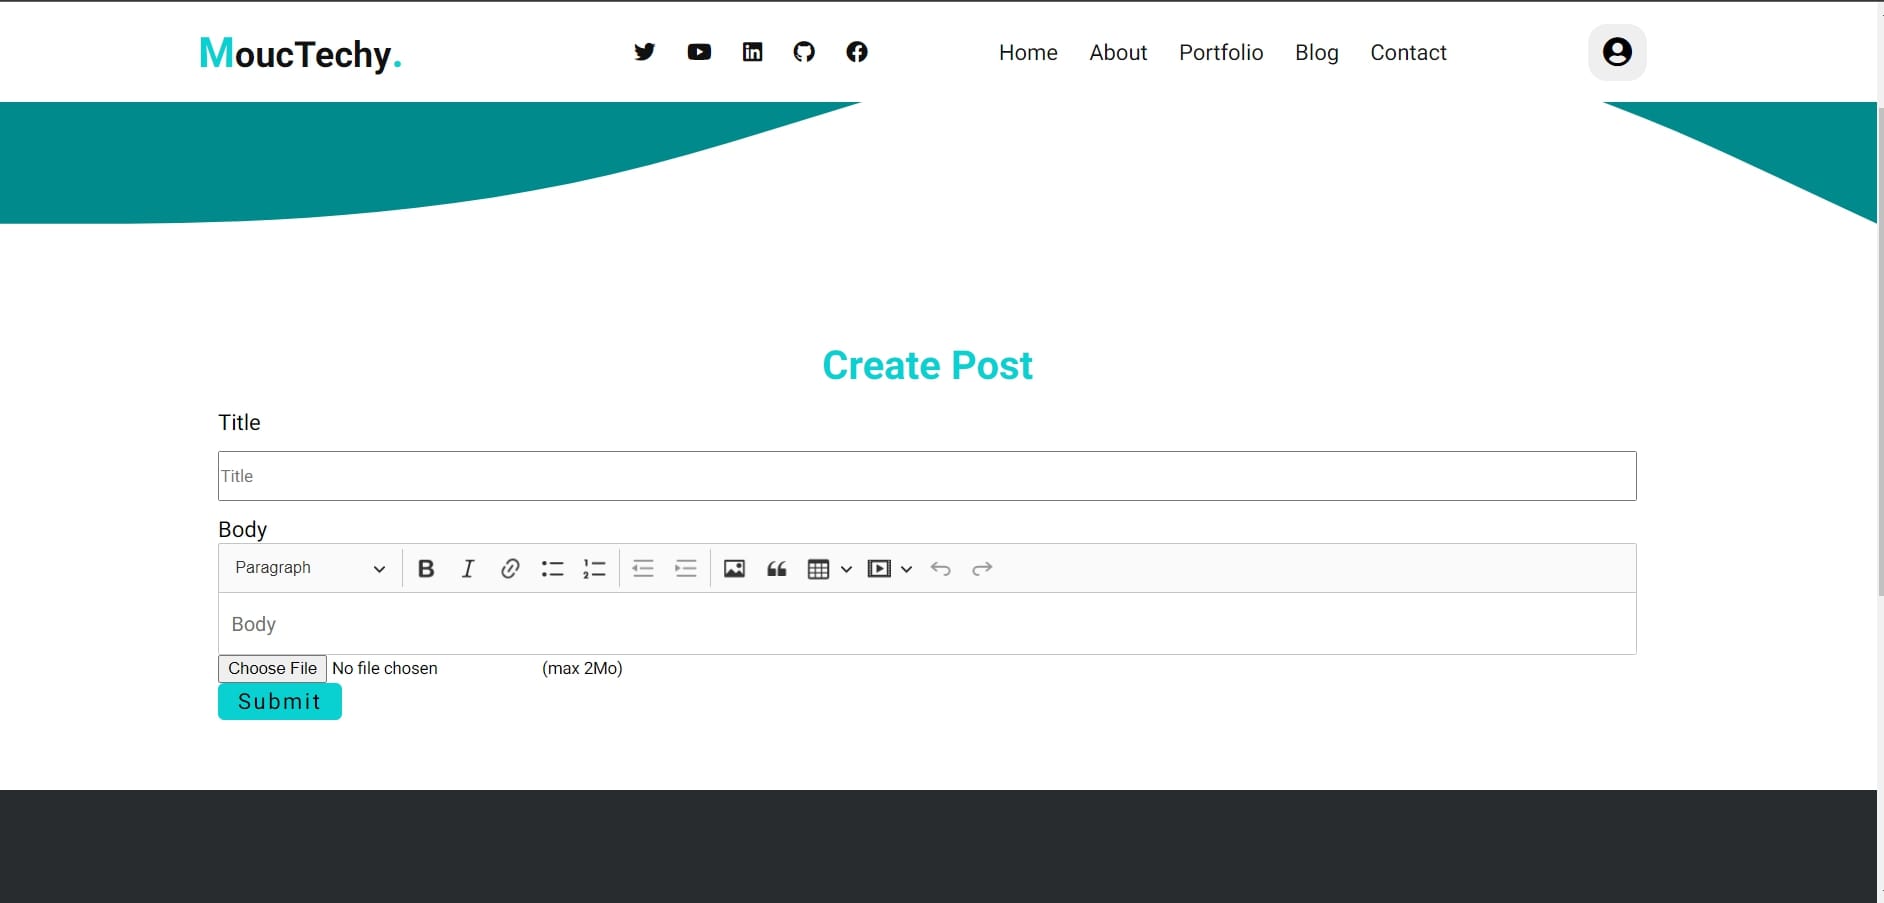 MoucTechy.
Home About Portfolio Blog Contact
Create Post
Title
Title
Body
Paragraph
Body
Choose File No file chosen (max 2Mo)
Submit